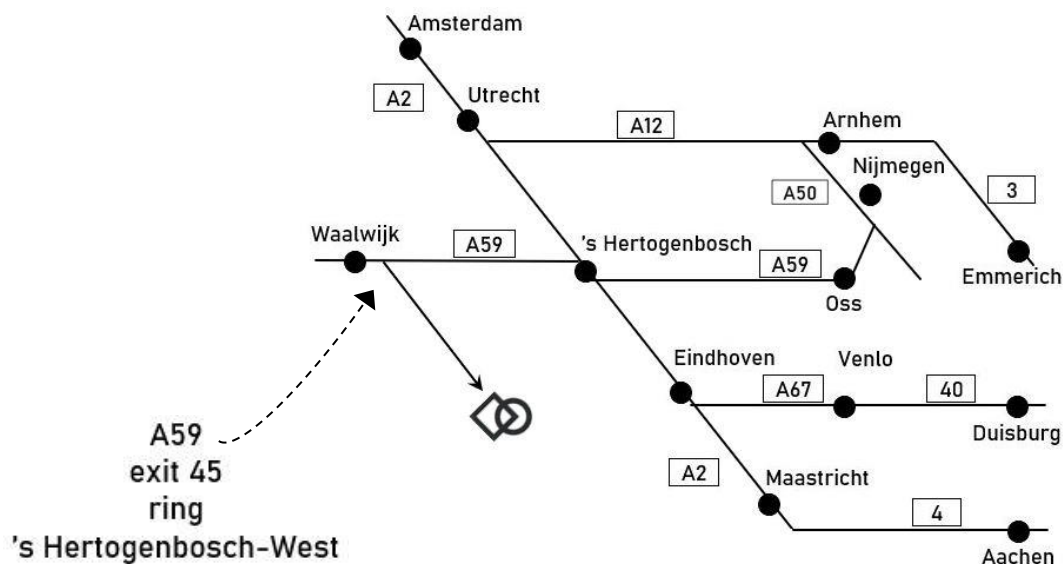 Amsterdam
A2
Utrecht
A12
Arnhem
Nijmegen
A50
3
Waalwijk
A59
's Hertogenbosch
A59
Emmerich
Oss
Eindhoven
Venlo
A67
40
Duisburg
A59
exit 45
ring
's Hertogenbosch-West
A2
Maastricht
4
Aachen